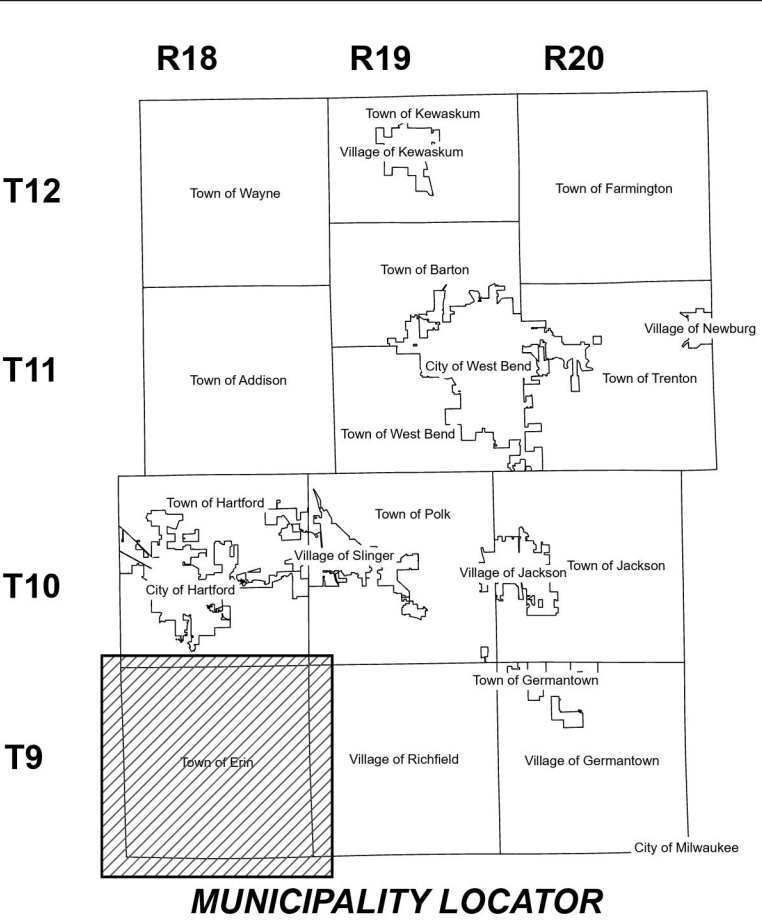 R18 R19 R20
Town of Kewaskum
Village of Kewaskum
T12
Town of Wayne
Town of Farmington
Town of Barton
Village of Newburg
T11
City of West Bend
Town of Addison
Town of Trenton
Town of West Bend
Town of Hartford
Town of Polk
Village of Slinger
T10
Village of Jackson
Town of Jackson
City of Hartford
Town of Germantown
T9
Town of Erin
Village of Richfield
Village of Germantown
City of Milwaukee
MUNICIPALITY LOCATOR